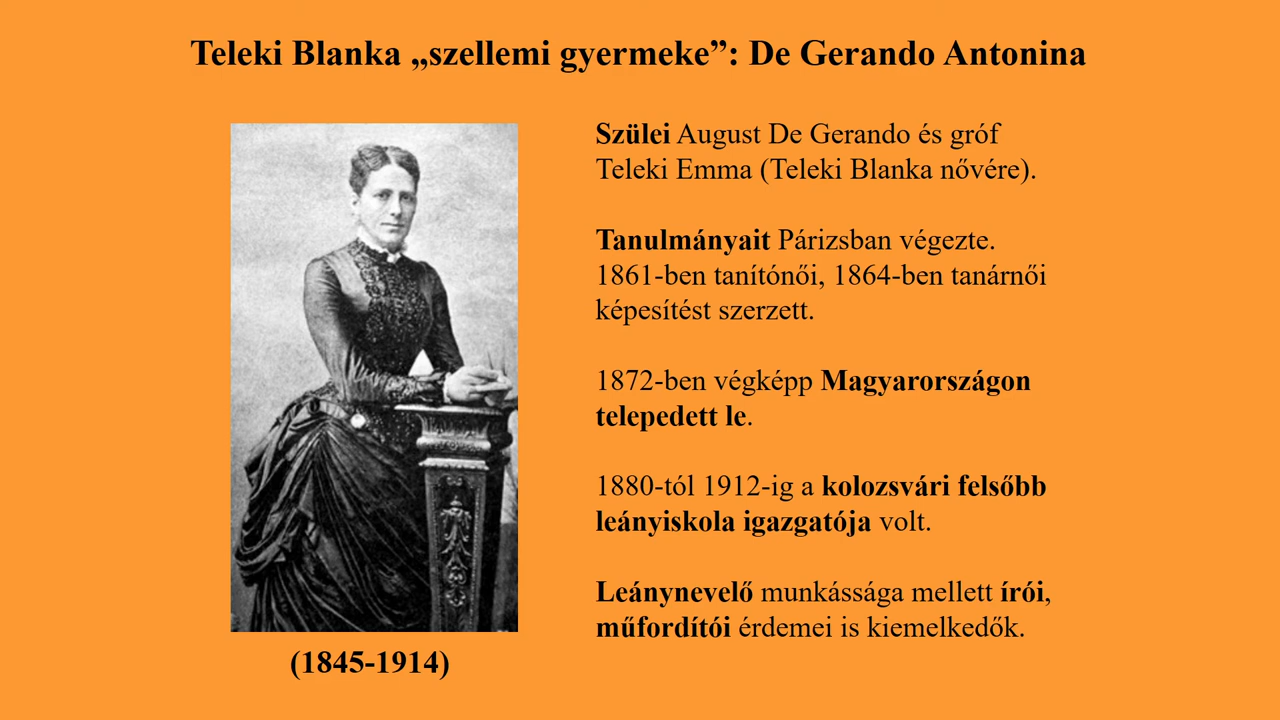 Teleki Blanka „szellemi gyermeke”: De Gerando Antonina
Szülei August De Gerando és gróf
Teleki Emma (Teleki Blanka nővére).
Tanulmányait Párizsban végezte.
1861-ben tanítónői, 1864-ben tanárnői
képesítést szerzett.
1872-ben végképp Magyarországon
telepedett le.
1880-tól 1912-ig a kolozsvári felsőbb
leányiskola igazgatója volt.
Leánynevelő munkássága mellett írói,
műfordítói érdemei is kiemelkedők.
(1845-1914)